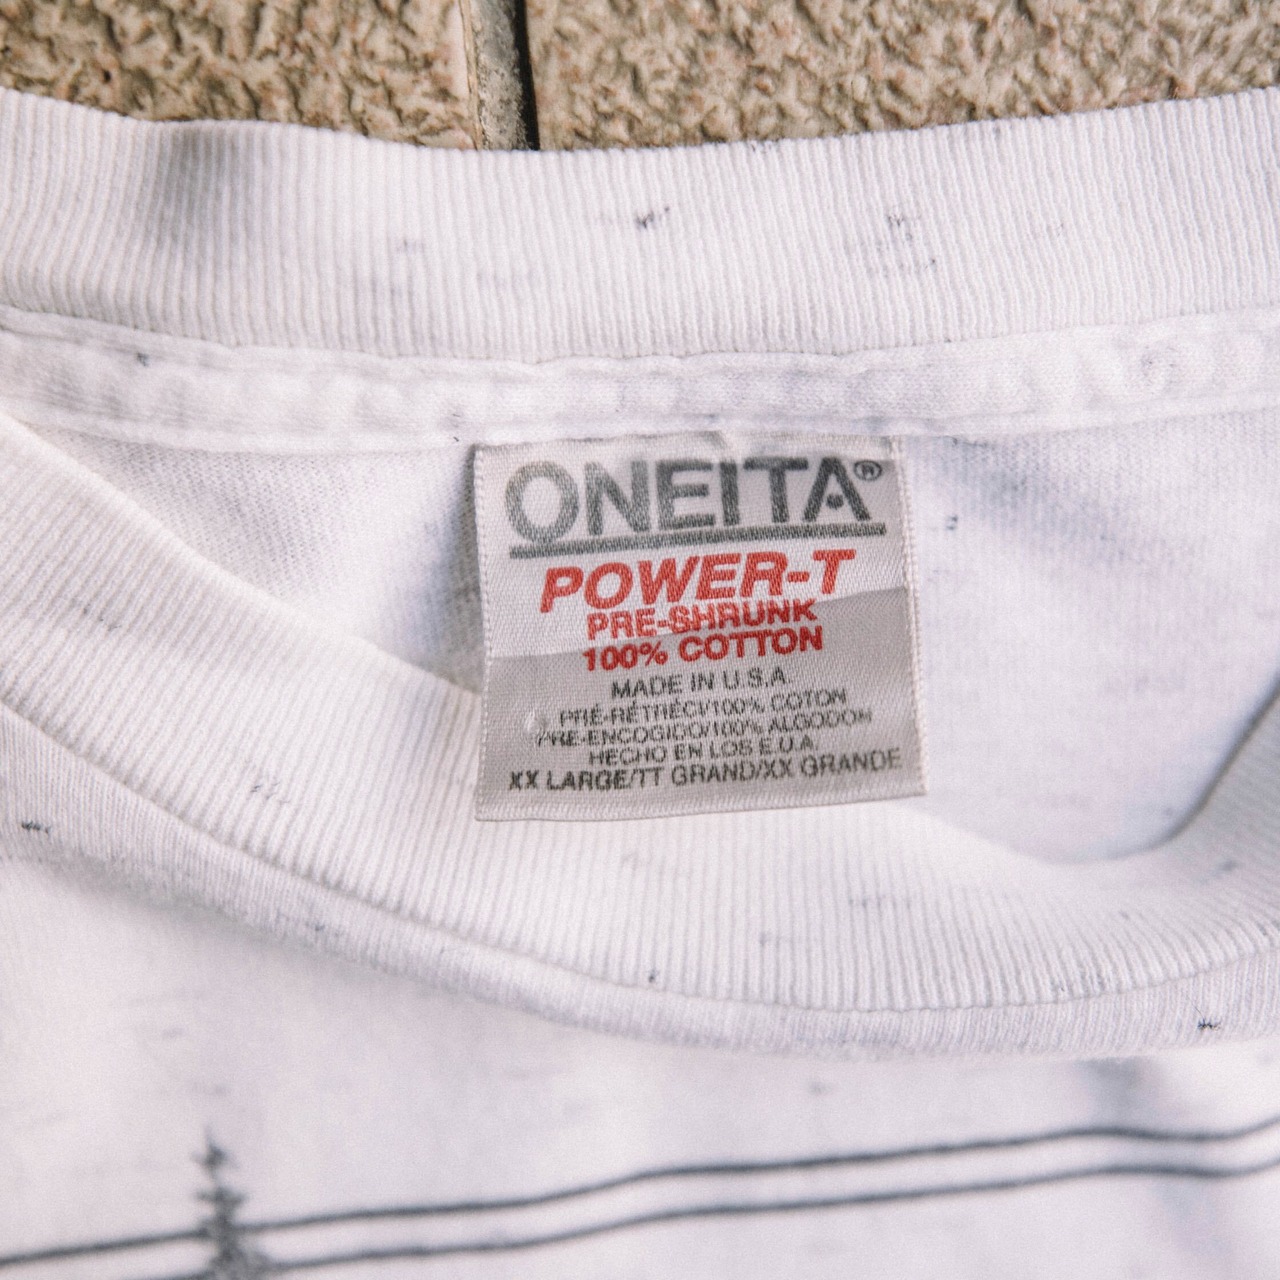 ONEITA®
POWER-T
PRE-SHRUNK
100% COTTON
MADE IN U.S.A.
PRÉ-RÉTRÉCI/100% COTON
PRE-ENCOGIDO/100% ALGODON
HECHO EN LOS E.U.A.
XX LARGE/TT GRAND/XX GRANDE